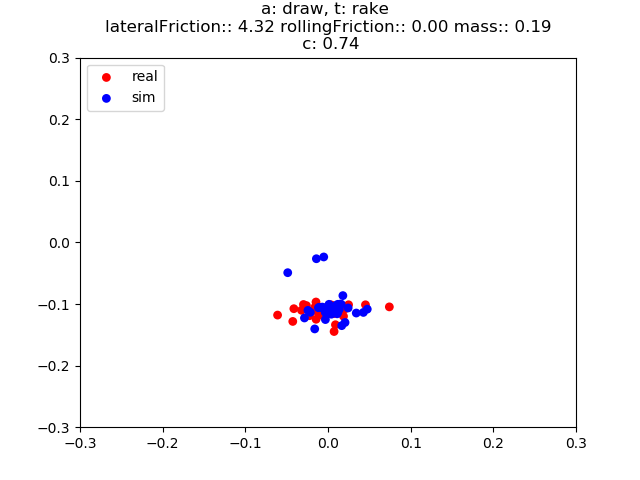 a: draw, t: rake
lateralFriction:: 4.32 rollingFriction:: 0.00 mass:: 0.19
c: 0.74
real
sim
0.3
0.2
0.1
0.0
−0.1
−0.2
−0.3
−0.3 −0.2 −0.1 0.0 0.1 0.2 0.3